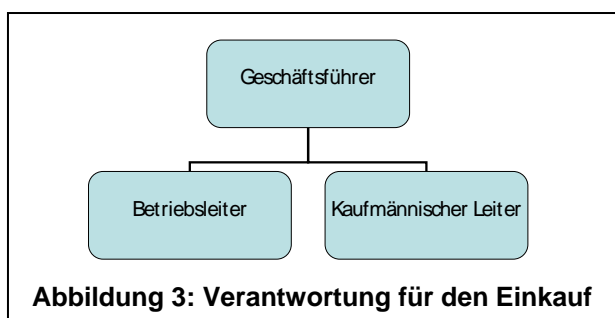 Geschäftsführer
Betriebsleiter
Kaufmännischer Leiter
Abbildung 3: Verantwortung für den Einkauf